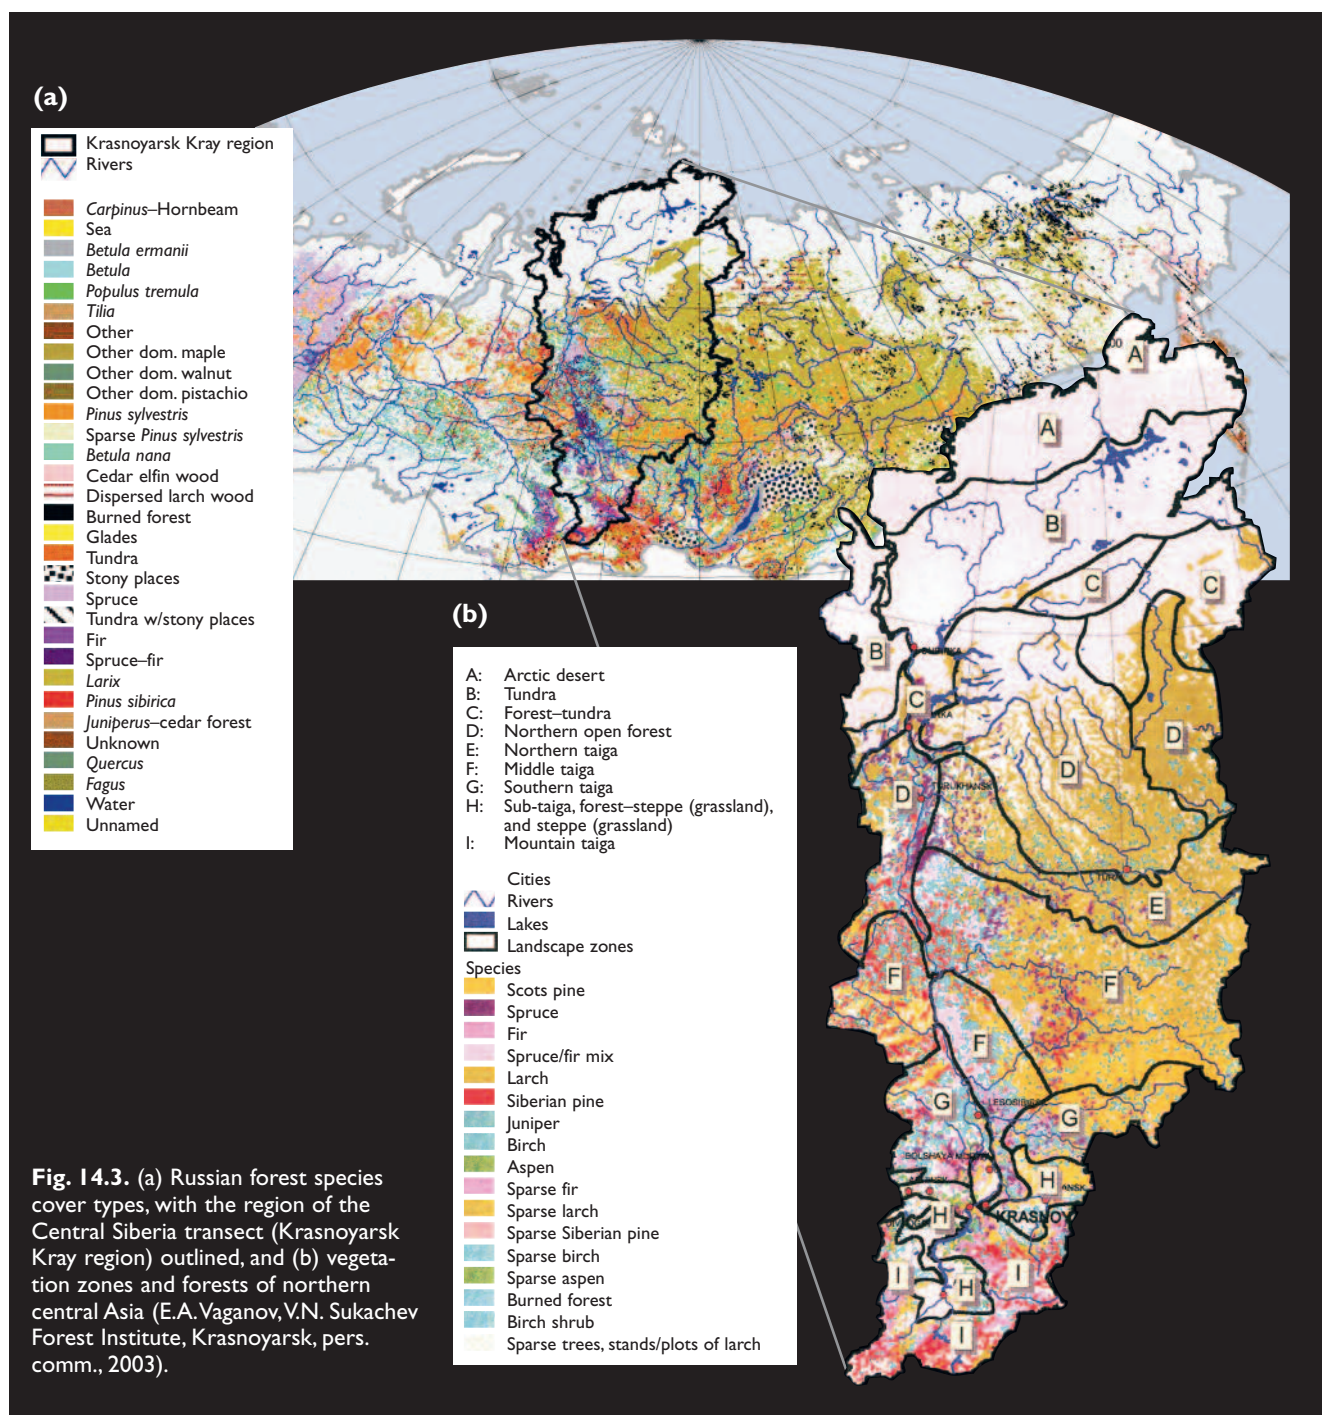 (a)
Krasnoyarsk Kray region
Rivers
Carpinus–Hornbeam
Sea
Betula ermanii
Betula
Populus tremula
Tilia
Other
Other dom. maple
Other dom. walnut
Other dom. pistachio
Pinus sylvestris
Sparse Pinus sylvestris
Betula nana
Cedar elfin wood
Dispersed larch wood
Burned forest
Glades
Tundra
Stony places
Spruce
Tundra w/stony places
Fir
Spruce–fir
Larix
Pinus sibirica
Juniperus–cedar forest
Unknown
Quercus
Fagus
Water
Unnamed
(b)
A: Arctic desert
B: Tundra
C: Forest–tundra
D: Northern open forest
E: Northern taiga
F: Middle taiga
G: Southern taiga
H: Sub-taiga, forest–steppe (grassland),
and steppe (grassland)
I: Mountain taiga
Cities
Rivers
Lakes
Landscape zones
Species
Scots pine
Spruce
Fir
Spruce/fir mix
Larch
Siberian pine
Juniper
Birch
Aspen
Sparse fir
Sparse larch
Sparse Siberian pine
Sparse birch
Sparse aspen
Burned forest
Birch shrub
Sparse trees, stands/plots of larch
A
A
B
C
C
B
C
D
D
D
TURUKHANSK
TURA
E
F
F
F
G
G
H
KRASNOY
H
I
H
I
I
Fig. 14.3. (a) Russian forest species
cover types, with the region of the
Central Siberia transect (Krasnoyarsk
Kray region) outlined, and (b) vegeta-
tion zones and forests of northern
central Asia (E.A. Vaganov, V.N. Sukachev
Forest Institute, Krasnoyarsk, pers.
comm., 2003).